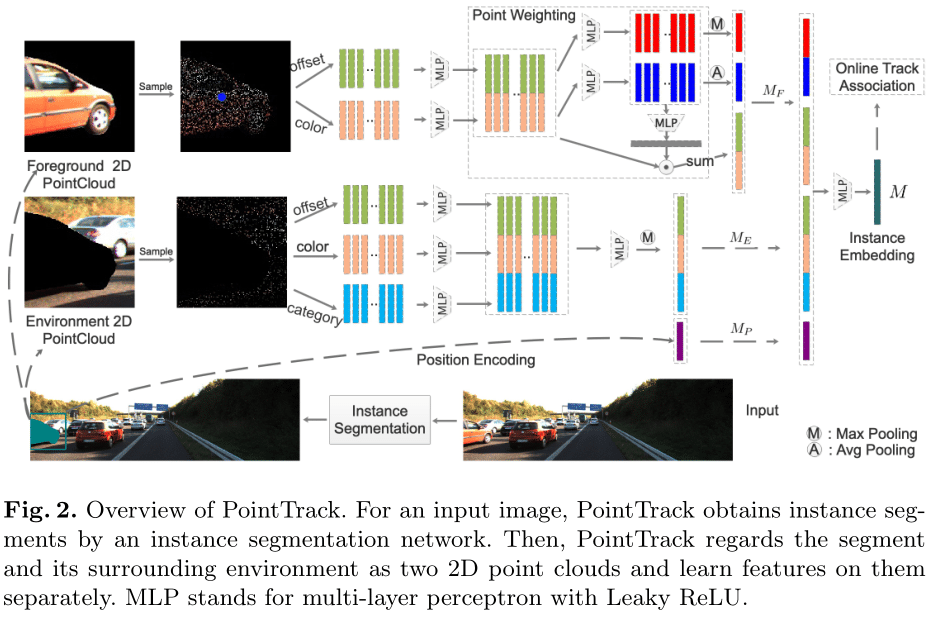 Point Weighting
offset
MLP
MLP
M
Online Track
Association
Sample
MLP
A
M_F
color
MLP
MLP
sum
Foreground 2D
PointCloud
offset
MLP
MLP
M
Instance
Embedding
Sample
color
MLP
MLP
M
M_E
category
MLP
Environment 2D
PointCloud
M_P
Position Encoding
Instance
Segmentation
Input
M : Max Pooling
A : Avg Pooling
Fig. 2. Overview of PointTrack. For an input image, PointTrack obtains instance seg-
ments by an instance segmentation network. Then, PointTrack regards the segment
and its surrounding environment as two 2D point clouds and learn features on them
separately. MLP stands for multi-layer perceptron with Leaky ReLU.